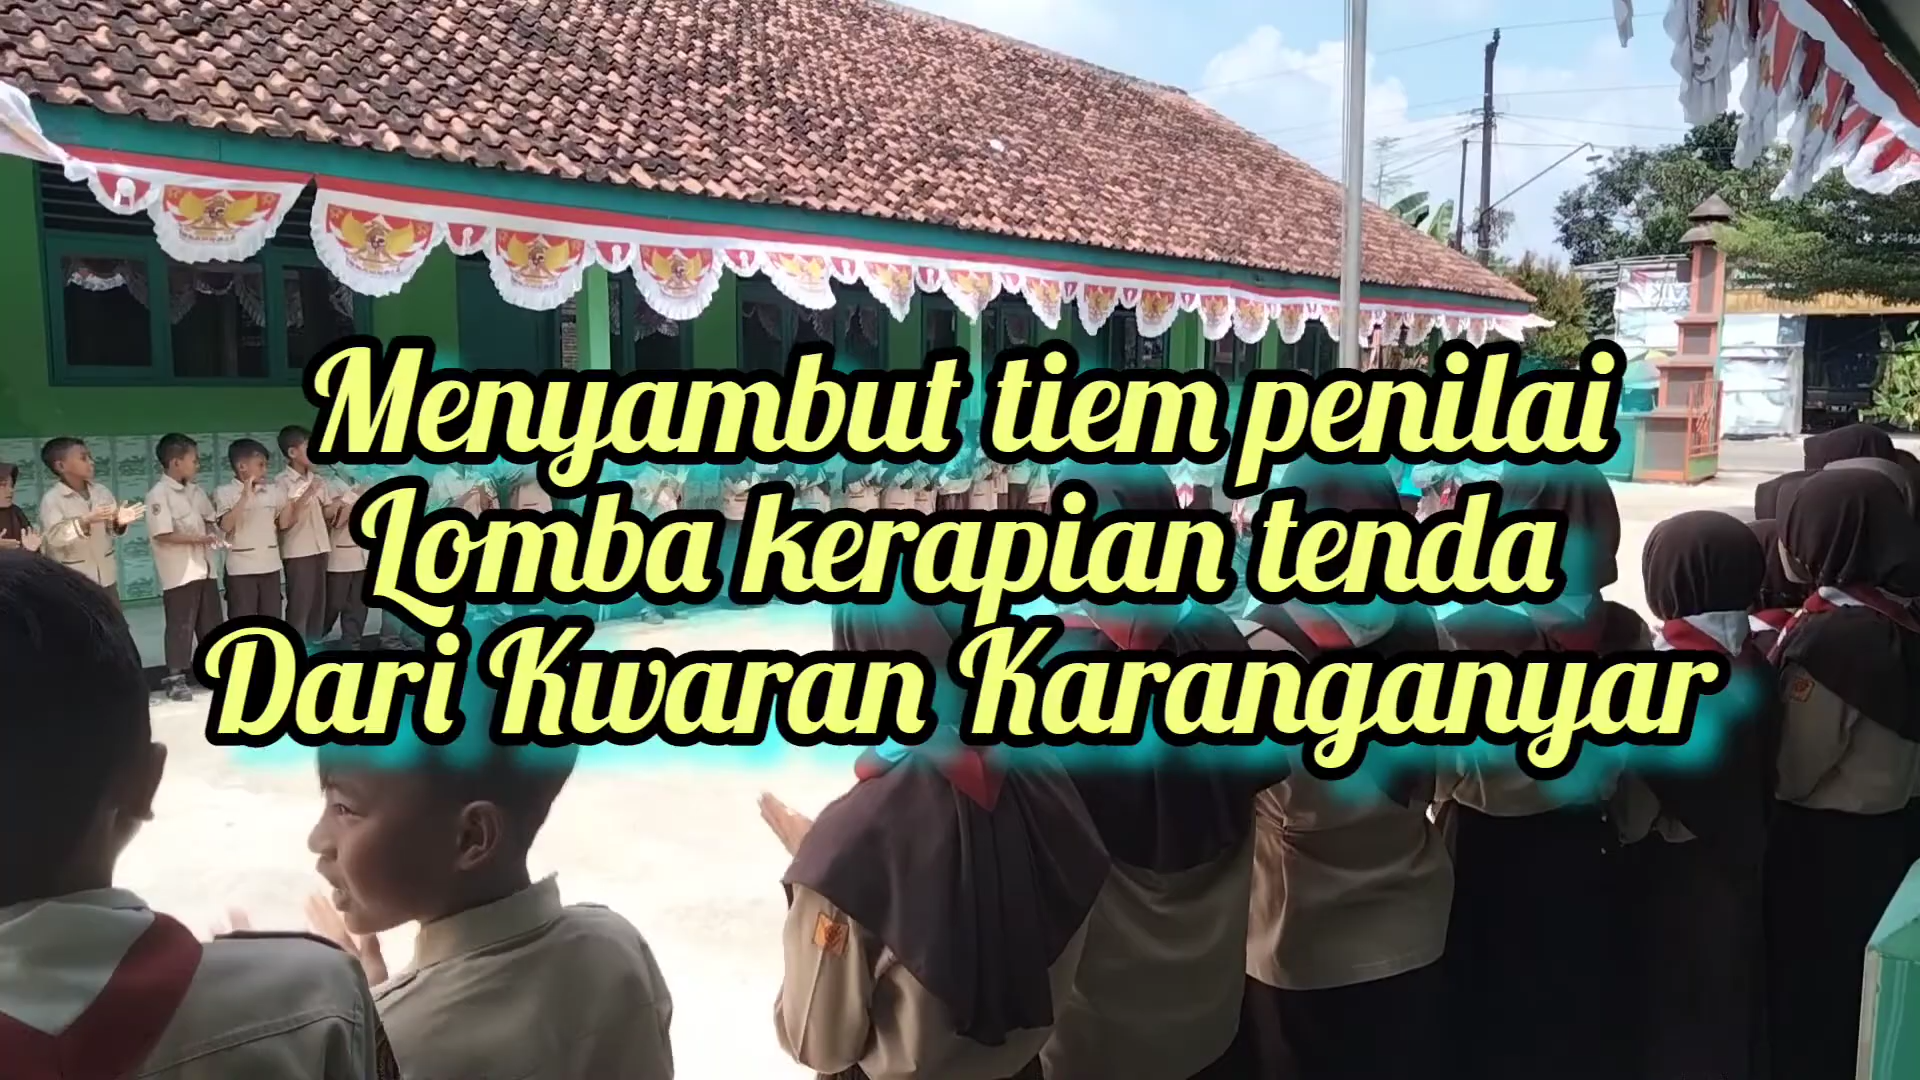 Menyambut tiem penilai
Lomba kerapian tenda
Dari Kwaran Karanganyar